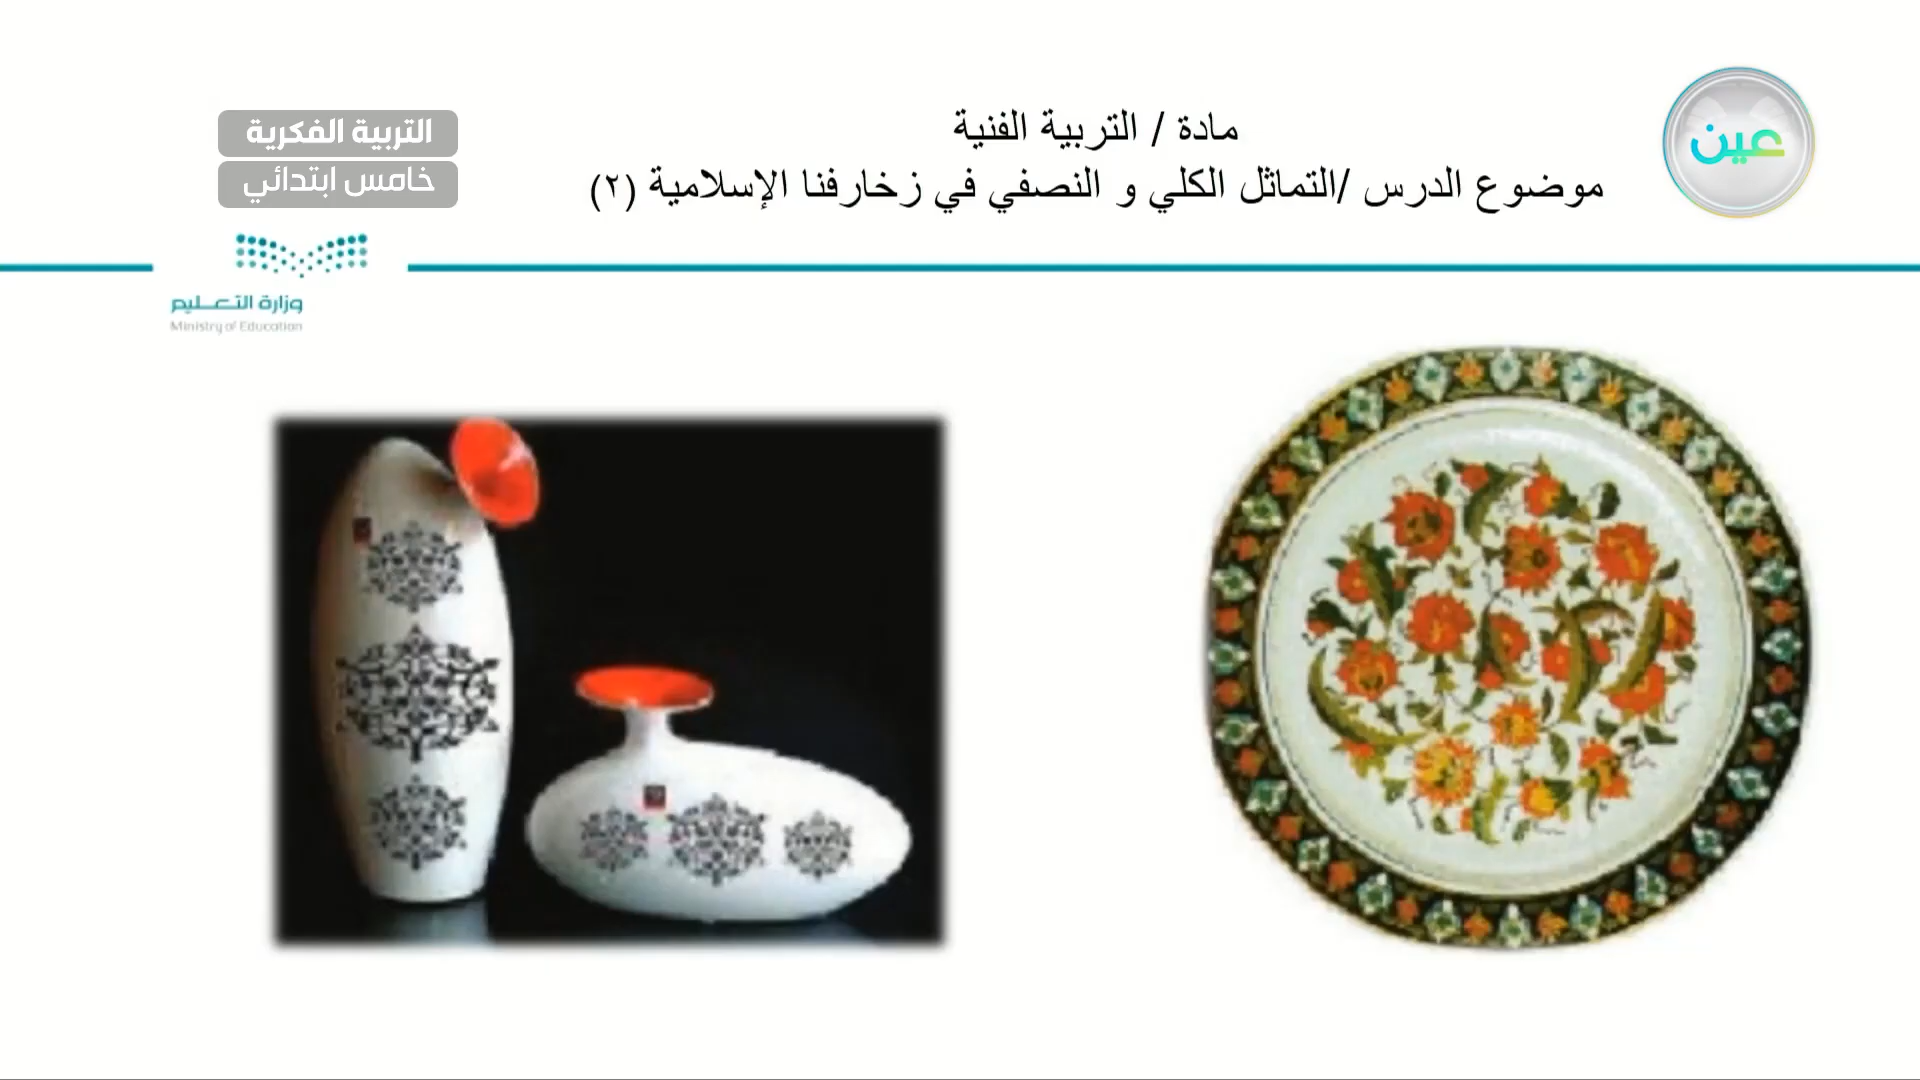 عين
مادة / التربية الفنية
موضوع الدرس /التماثل الكلي و النصفي في زخارفنا الإسلامية (٢)
التربية الفكرية
خامس ابتدائي
وزارة التعـليم
Ministry of Education